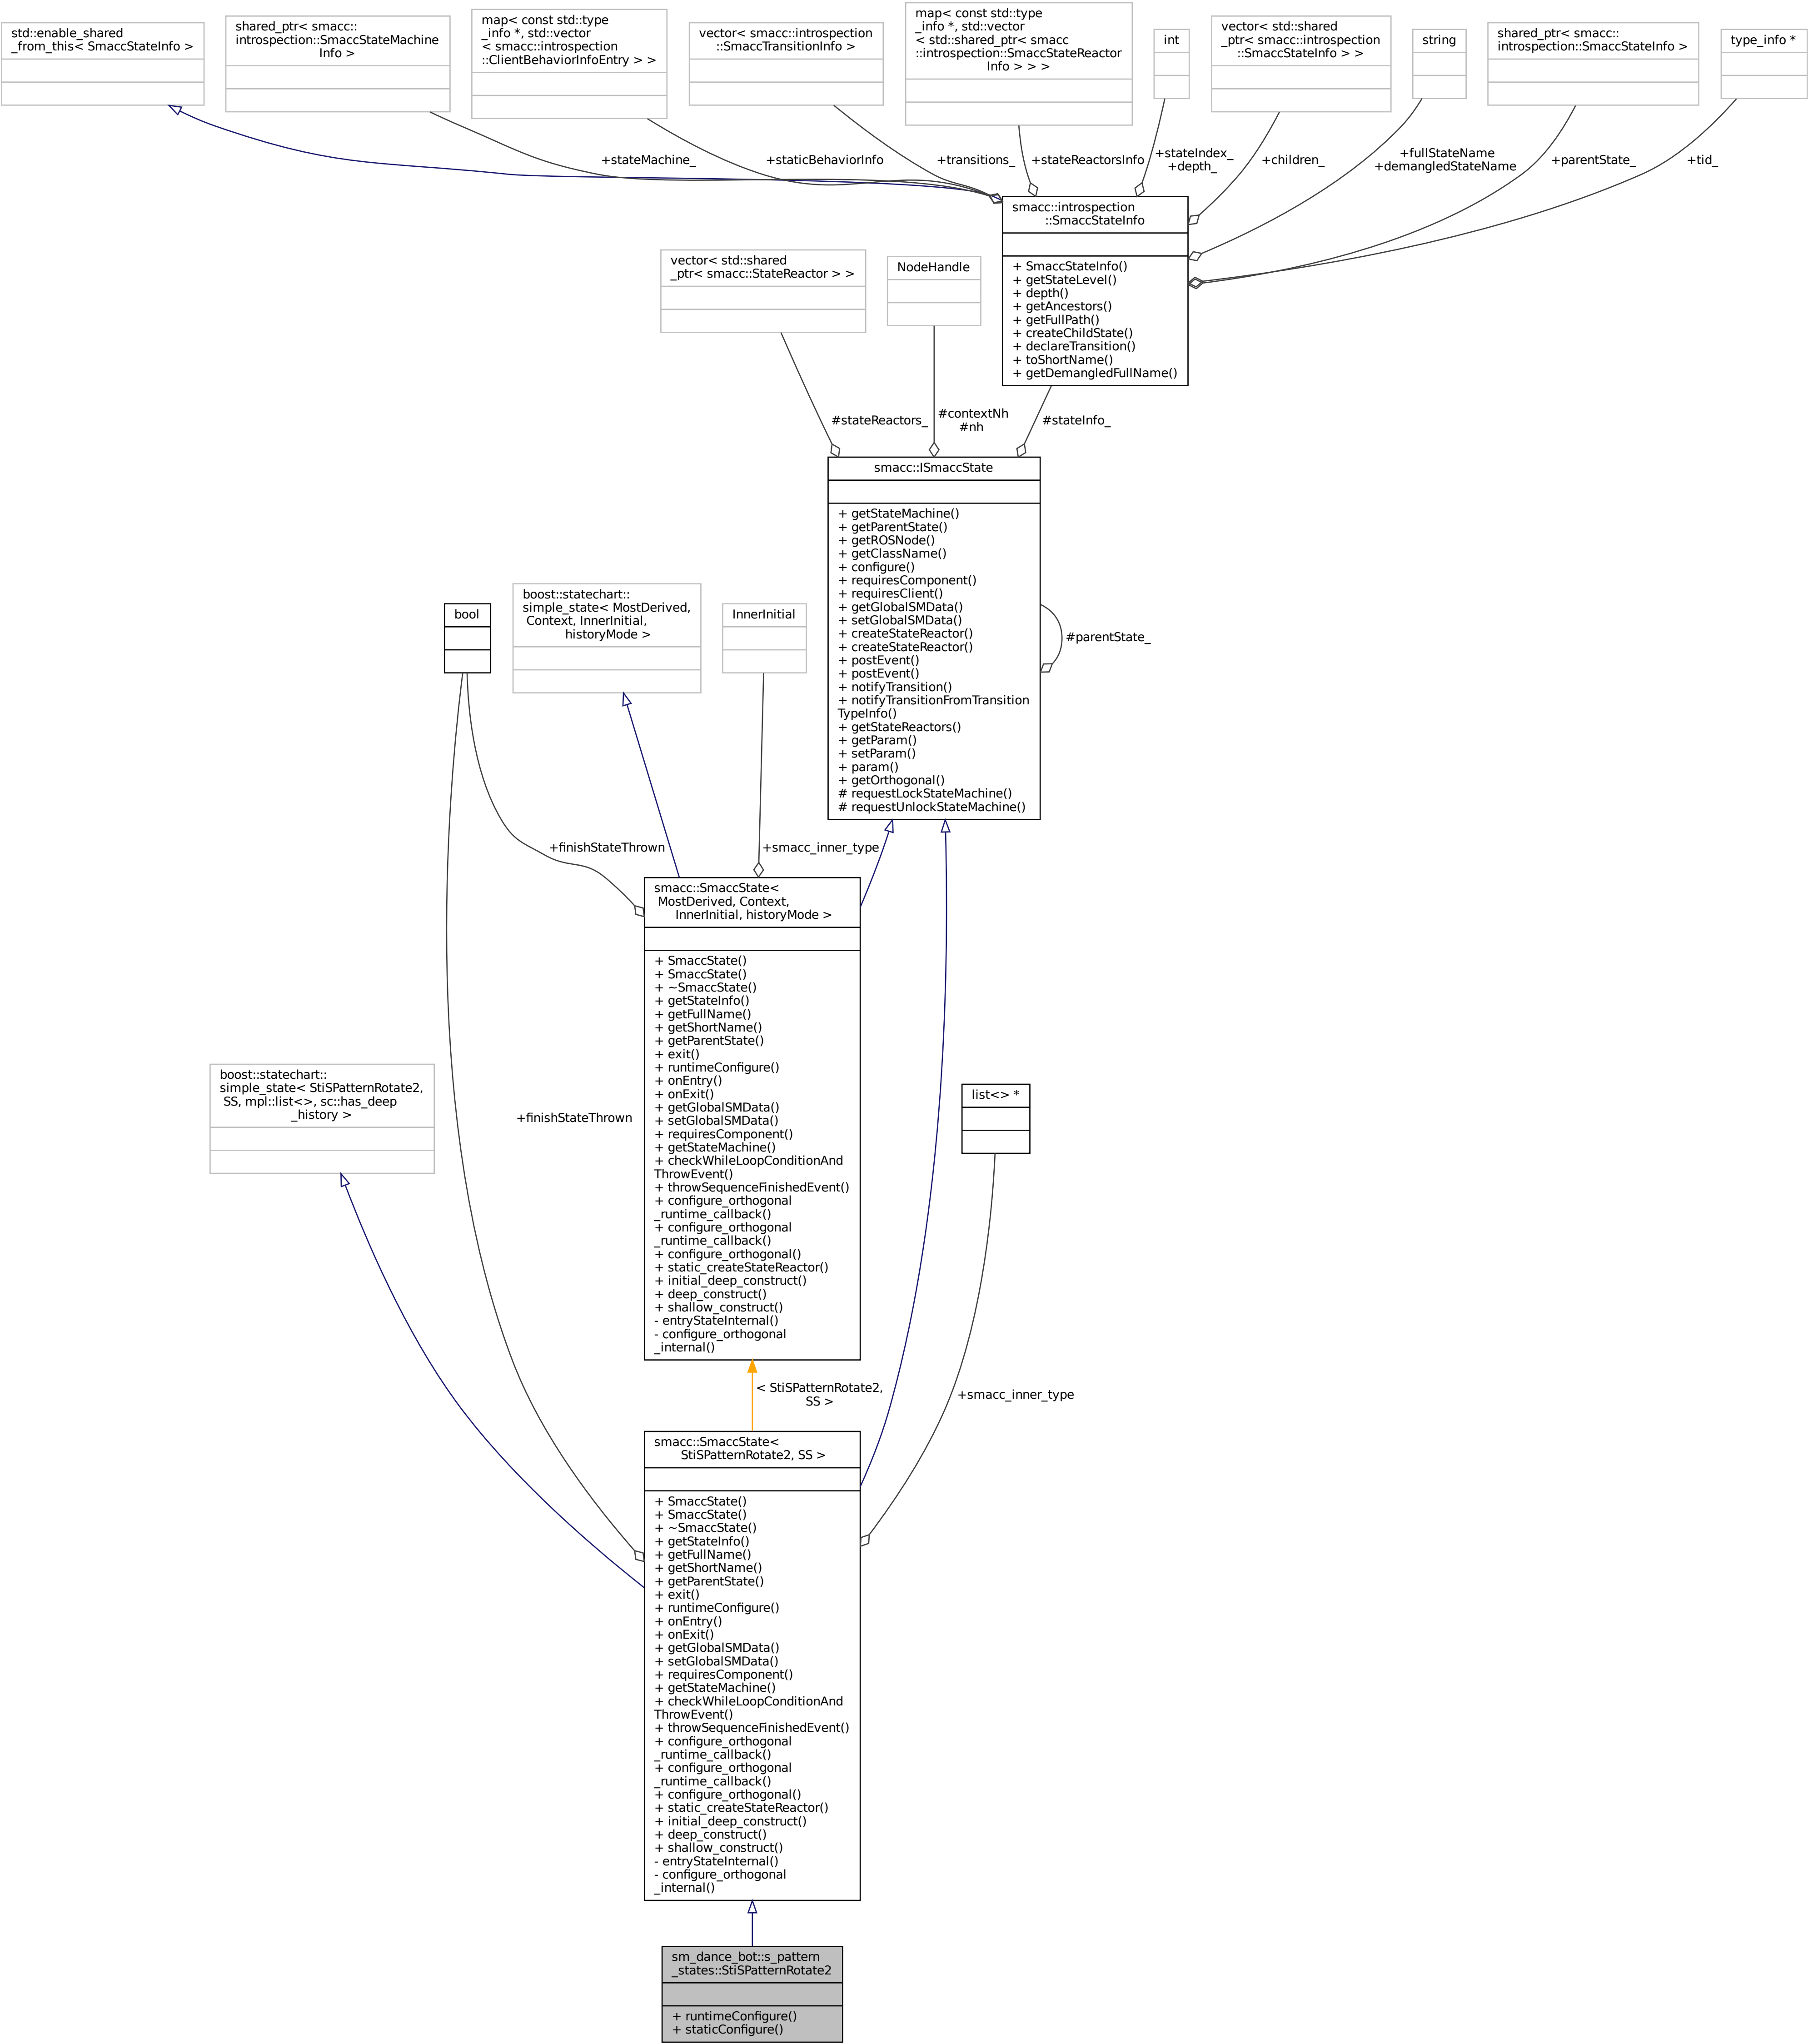 std::enable_shared
_from_this< SmaccStateInfo >
shared_ptr< smacc::
introspection::SmaccStateMachine
Info >
map< const std::type
_info *, std::vector
< smacc::introspection
::ClientBehaviorInfoEntry > >
vector< smacc::introspection
::SmaccTransitionInfo >
map< const std::type
_info *, std::vector
< std::shared_ptr< smacc
::introspection::SmaccStateReactor
Info > > >
int
vector< std::shared
_ptr< smacc::introspection
::SmaccStateInfo > >
string
shared_ptr< smacc::
introspection::SmaccStateInfo >
type_info *
+stateMachine_
+staticBehaviorInfo
+transitions_
+stateReactorsInfo
+stateIndex_
+depth_
+children_
+fullStateName
+demangledStateName
+parentState_
+tid_
smacc::introspection
::SmaccStateInfo
+ SmaccStateInfo()
+ getStateLevel()
+ depth()
+ getAncestors()
+ getFullPath()
+ createChildState()
+ declareTransition()
+ toShortName()
+ getDemangledFullName()
vector< std::shared
_ptr< smacc::StateReactor > >
NodeHandle
#stateReactors_
#contextNh
#nh
#stateInfo_
smacc::ISmaccState
+ getStateMachine()
+ getParentState()
+ getROSNode()
+ getClassName()
+ configure()
+ requiresComponent()
+ requiresClient()
+ getGlobalSMData()
+ setGlobalSMData()
+ createStateReactor()
+ createStateReactor()
+ postEvent()
+ postEvent()
+ notifyTransition()
+ notifyTransitionFromTransition
TypeInfo()
+ getStateReactors()
+ getParam()
+ setParam()
+ param()
+ getOrthogonal()
# requestLockStateMachine()
# requestUnlockStateMachine()
#parentState_
bool
boost::statechart::
simple_state< MostDerived,
Context, InnerInitial,
historyMode >
InnerInitial
+finishStateThrown
+smacc_inner_type
smacc::SmaccState<
MostDerived, Context,
InnerInitial, historyMode >
+ SmaccState()
+ SmaccState()
+ ~SmaccState()
+ getStateInfo()
+ getFullName()
+ getShortName()
+ getParentState()
+ exit()
+ runtimeConfigure()
+ onEntry()
+ onExit()
+ getGlobalSMData()
+ setGlobalSMData()
+ requiresComponent()
+ getStateMachine()
+ checkWhileLoopConditionAnd
ThrowEvent()
+ throwSequenceFinishedEvent()
+ configure_orthogonal
_runtime_callback()
+ configure_orthogonal
_runtime_callback()
+ configure_orthogonal()
+ static_createStateReactor()
+ initial_deep_construct()
+ deep_construct()
+ shallow_construct()
- entryStateInternal()
- configure_orthogonal
_internal()
boost::statechart::
simple_state< StiSPatternRotate2,
SS, mpl::list<>, sc::has_deep
_history >
+finishStateThrown
list<> *
< StiSPatternRotate2,
SS >
+smacc_inner_type
smacc::SmaccState<
StiSPatternRotate2, SS >
+ SmaccState()
+ SmaccState()
+ ~SmaccState()
+ getStateInfo()
+ getFullName()
+ getShortName()
+ getParentState()
+ exit()
+ runtimeConfigure()
+ onEntry()
+ onExit()
+ getGlobalSMData()
+ setGlobalSMData()
+ requiresComponent()
+ getStateMachine()
+ checkWhileLoopConditionAnd
ThrowEvent()
+ throwSequenceFinishedEvent()
+ configure_orthogonal
_runtime_callback()
+ configure_orthogonal
_runtime_callback()
+ configure_orthogonal()
+ static_createStateReactor()
+ initial_deep_construct()
+ deep_construct()
+ shallow_construct()
- entryStateInternal()
- configure_orthogonal
_internal()
sm_dance_bot::s_pattern
_states::StiSPatternRotate2
+ runtimeConfigure()
+ staticConfigure()